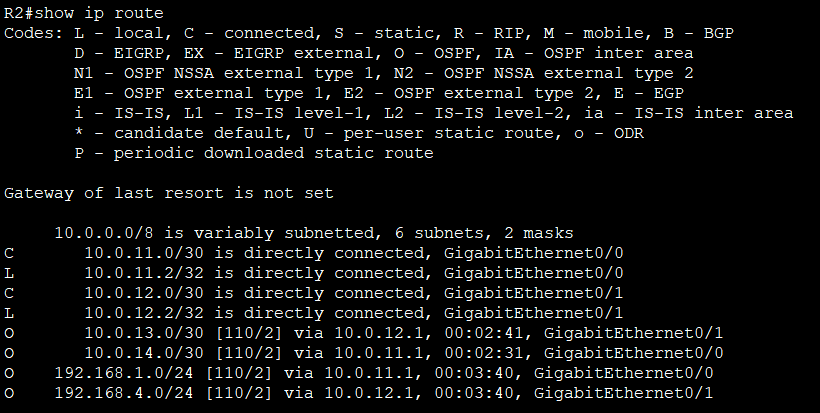 R2#show ip route
Codes: L - local, C - connected, S - static, R - RIP, M - mobile, B - BGP
D - EIGRP, EX - EIGRP external, O - OSPF, IA - OSPF inter area
N1 - OSPF NSSA external type 1, N2 - OSPF NSSA external type 2
E1 - OSPF external type 1, E2 - OSPF external type 2, E - EGP
i - IS-IS, L1 - IS-IS level-1, L2 - IS-IS level-2, ia - IS-IS inter area
* - candidate default, U - per-user static route, o - ODR
P - periodic downloaded static route
Gateway of last resort is not set
10.0.0.0/8 is variably subnetted, 6 subnets, 2 masks
C 10.0.11.0/30 is directly connected, GigabitEthernet0/0
L 10.0.11.2/32 is directly connected, GigabitEthernet0/0
C 10.0.12.0/30 is directly connected, GigabitEthernet0/1
L 10.0.12.2/32 is directly connected, GigabitEthernet0/1
O 10.0.13.0/30 [110/2] via 10.0.12.1, 00:02:41, GigabitEthernet0/1
O 10.0.14.0/30 [110/2] via 10.0.11.1, 00:02:31, GigabitEthernet0/0
O 192.168.1.0/24 [110/2] via 10.0.11.1, 00:03:40, GigabitEthernet0/0
O 192.168.4.0/24 [110/2] via 10.0.12.1, 00:03:40, GigabitEthernet0/1